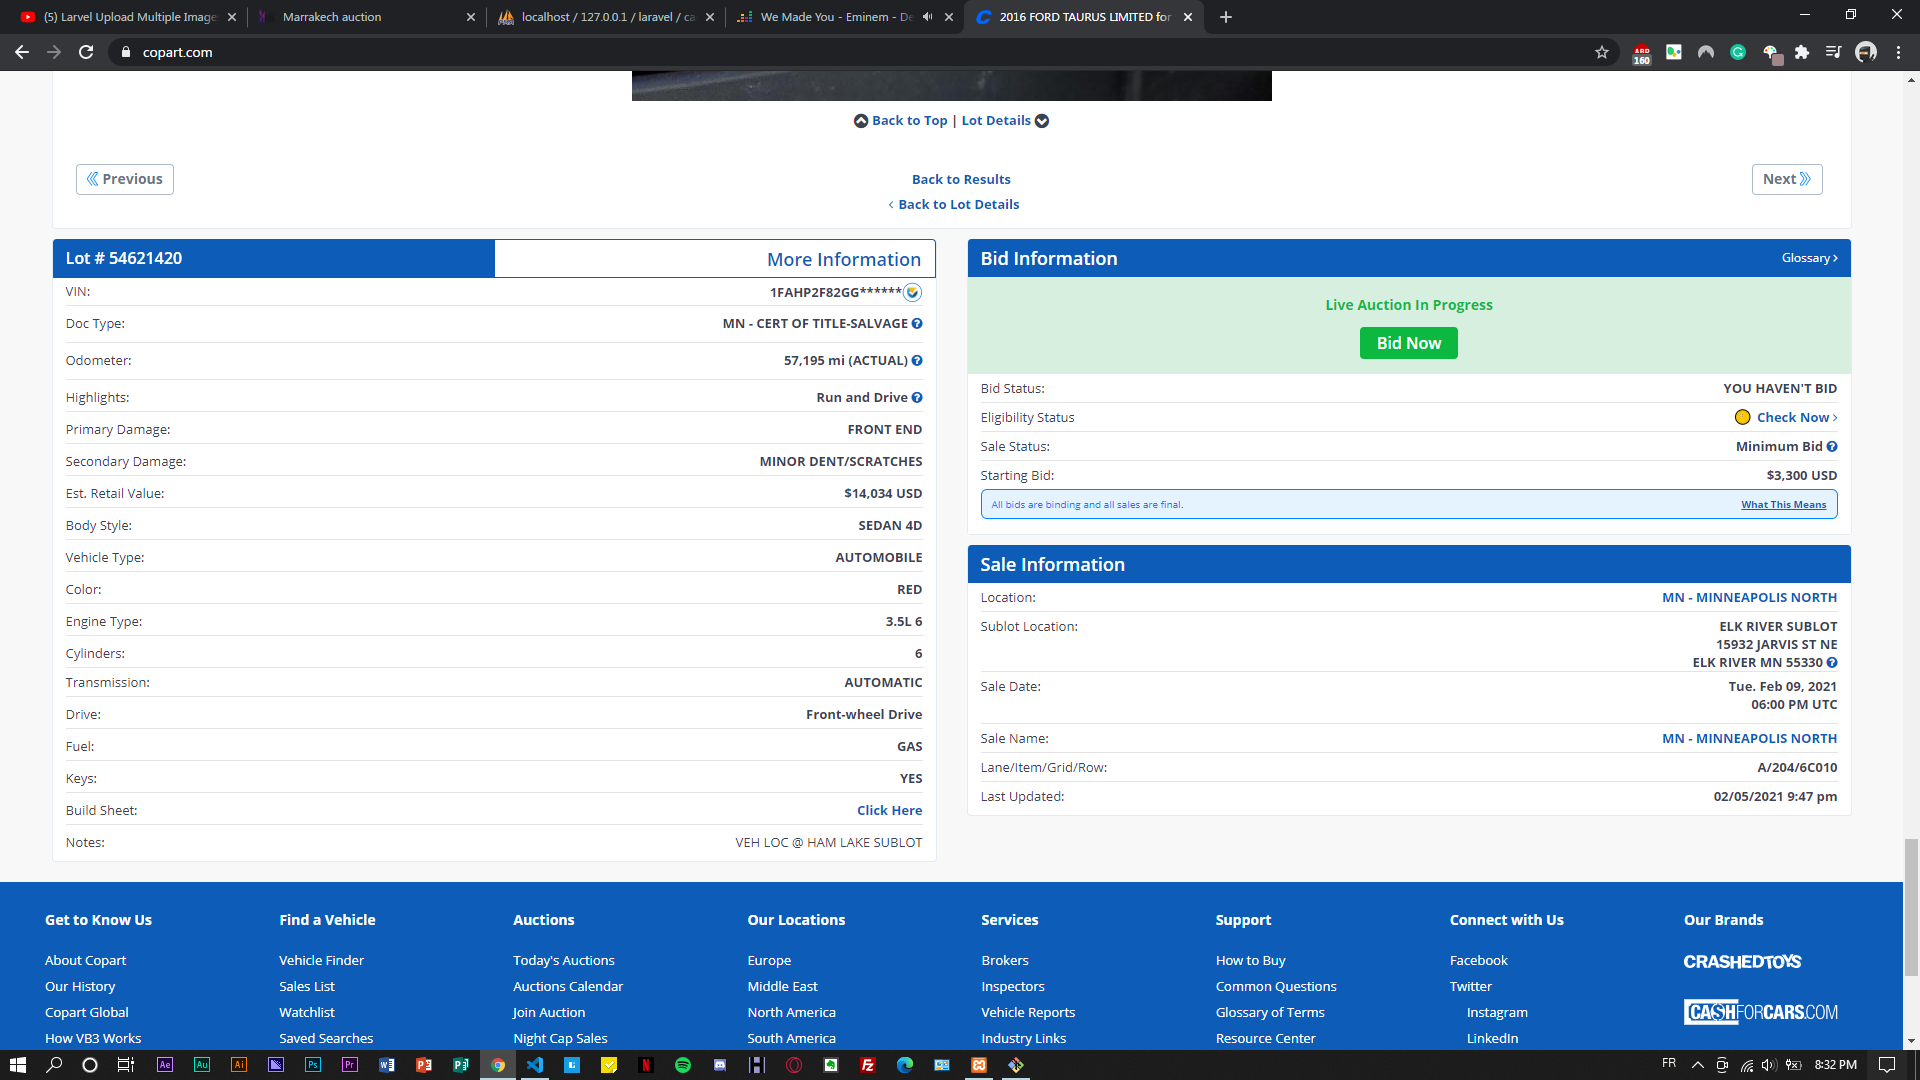 (5) Larvel Upload Multiple Image
Marrakech auction
localhost / 127.0.0.1 / laravel / ca
We Made You - Eminem - De
2016 FORD TAURUS LIMITED for
copart.com
ABD
160
Back to Top | Lot Details
Previous
Back to Results
Next
Back to Lot Details
Lot # 54621420
More Information
VIN:
1FAHP2F82GG******
Doc Type:
MN - CERT OF TITLE-SALVAGE
Odometer:
57,195 mi (ACTUAL)
Highlights:
Run and Drive
Primary Damage:
FRONT END
Secondary Damage:
MINOR DENT/SCRATCHES
Est. Retail Value:
$14,034 USD
Body Style:
SEDAN 4D
Vehicle Type:
AUTOMOBILE
Color:
RED
Engine Type:
3.5L 6
Cylinders:
6
Transmission:
AUTOMATIC
Drive:
Front-wheel Drive
Fuel:
GAS
Keys:
YES
Build Sheet:
Click Here
Notes:
VEH LOC @ HAM LAKE SUBLOT
Bid Information
Glossary
Live Auction In Progress
Bid Now
Bid Status:
YOU HAVEN'T BID
Eligibility Status
Check Now
Sale Status:
Minimum Bid
Starting Bid:
$3,300 USD
All bids are binding and all sales are final.
What This Means
Sale Information
Location:
MN - MINNEAPOLIS NORTH
Sublot Location:
ELK RIVER SUBLOT
15932 JARVIS ST NE
ELK RIVER MN 55330
Sale Date:
Tue. Feb 09, 2021
06:00 PM UTC
Sale Name:
MN - MINNEAPOLIS NORTH
Lane/Item/Grid/Row:
A/204/6C010
Last Updated:
02/05/2021 9:47 pm
Get to Know Us
About Copart
Our History
Copart Global
How VB3 Works
Find a Vehicle
Vehicle Finder
Sales List
Watchlist
Saved Searches
Auctions
Today's Auctions
Auctions Calendar
Join Auction
Night Cap Sales
Our Locations
Europe
Middle East
North America
South America
Services
Brokers
Inspectors
Vehicle Reports
Industry Links
Support
How to Buy
Common Questions
Glossary of Terms
Resource Center
Connect with Us
Facebook
Twitter
Instagram
LinkedIn
Our Brands
CRASHEDTOYS
CASHFORCARS.COM
Ae
Au
Ai
Ps
Pr
FR
8:32 PM